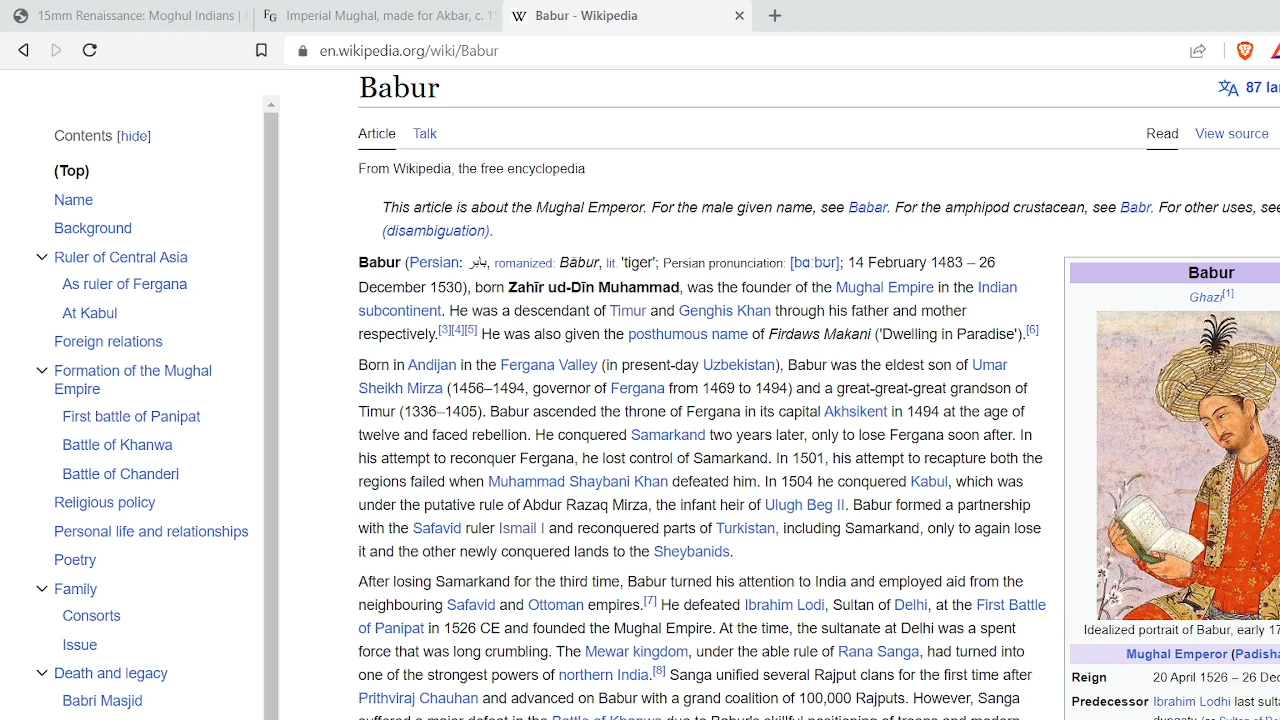 15mm Renaissance: Moghul Indians |
FG Imperial Mughal, made for Akbar, c. 15
W Babur - Wikipedia
en.wikipedia.org/wiki/Babur
Babur
87 la
Contents [hide]
(Top)
Name
Background
Ruler of Central Asia
As ruler of Fergana
At Kabul
Foreign relations
Formation of the Mughal
Empire
First battle of Panipat
Battle of Khanwa
Battle of Chanderi
Religious policy
Personal life and relationships
Poetry
Family
Consorts
Issue
Death and legacy
Babri Masjid
Article Talk
Read View source
From Wikipedia, the free encyclopedia
This article is about the Mughal Emperor. For the male given name, see Babar. For the amphipod crustacean, see Babr. For other uses, see
(disambiguation).
Babur (Persian: بابر, romanized: Bābur, lit. 'tiger'; Persian pronunciation: [bɑːbʊr]; 14 February 1483 – 26
December 1530), born Zahīr ud-Dīn Muhammad, was the founder of the Mughal Empire in the Indian
subcontinent. He was a descendant of Timur and Genghis Khan through his father and mother
respectively.[3][4][5] He was also given the posthumous name of Firdaws Makani ('Dwelling in Paradise').[6]
Born in Andijan in the Fergana Valley (in present-day Uzbekistan), Babur was the eldest son of Umar
Sheikh Mirza (1456–1494, governor of Fergana from 1469 to 1494) and a great-great-great grandson of
Timur (1336–1405). Babur ascended the throne of Fergana in its capital Akhsikent in 1494 at the age of
twelve and faced rebellion. He conquered Samarkand two years later, only to lose Fergana soon after. In
his attempt to reconquer Fergana, he lost control of Samarkand. In 1501, his attempt to recapture both the
regions failed when Muhammad Shaybani Khan defeated him. In 1504 he conquered Kabul, which was
under the putative rule of Abdur Razaq Mirza, the infant heir of Ulugh Beg II. Babur formed a partnership
with the Safavid ruler Ismail I and reconquered parts of Turkistan, including Samarkand, only to again lose
it and the other newly conquered lands to the Sheybanids.
After losing Samarkand for the third time, Babur turned his attention to India and employed aid from the
neighbouring Safavid and Ottoman empires.[7] He defeated Ibrahim Lodi, Sultan of Delhi, at the First Battle
of Panipat in 1526 CE and founded the Mughal Empire. At the time, the sultanate at Delhi was a spent
force that was long crumbling. The Mewar kingdom, under the able rule of Rana Sanga, had turned into
one of the strongest powers of northern India.[8] Sanga unified several Rajput clans for the first time after
Prithviraj Chauhan and advanced on Babur with a grand coalition of 100,000 Rajputs. However, Sanga
suffered a major defeat in the Battle of Khanwa due to Babur's skillful positioning of troops and modern
Babur
Ghazi[1]
Idealized portrait of Babur, early 17
Mughal Emperor (Padisha
Reign 20 April 1526 – 26 Dec
Predecessor Ibrahim Lodhi last sult